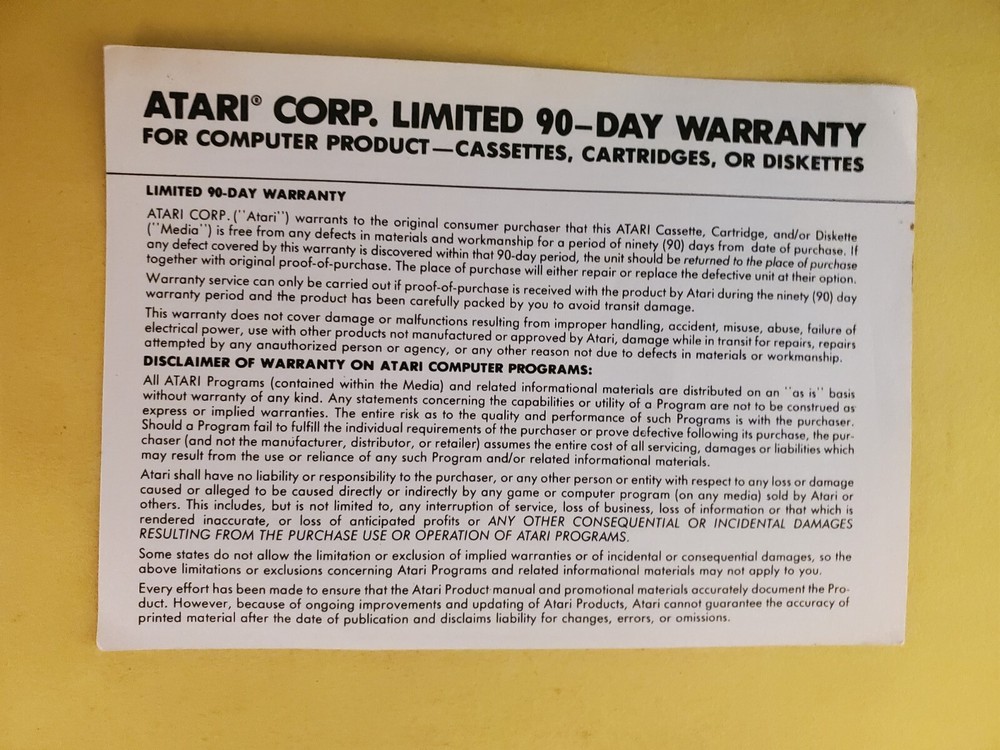 ATARI® CORP. LIMITED 90–DAY WARRANTY
FOR COMPUTER PRODUCT—CASSETTES, CARTRIDGES, OR DISKETTES
LIMITED 90-DAY WARRANTY
ATARI CORP. (''Atari'') warrants to the original consumer purchaser that this ATARI Cassette, Cartridge, and/or Diskette
(''Media'') is free from any defects in materials and workmanship for a period of ninety (90) days from date of purchase. If
any defect covered by this warranty is discovered within that 90-day period, the unit should be returned to the place of purchase
together with original proof-of-purchase. The place of purchase will either repair or replace the defective unit at their option.
Warranty service can only be carried out if proof-of-purchase is received with the product by Atari during the ninety (90) day
warranty period and the product has been carefully packed by you to avoid transit damage.
This warranty does not cover damage or malfunctions resulting from improper handling, accident, misuse, abuse, failure of
electrical power, use with other products not manufactured or approved by Atari, damage while in transit for repairs, repairs
attempted by any unauthorized person or agency, or any other reason not due to defects in materials or workmanship.
DISCLAIMER OF WARRANTY ON ATARI COMPUTER PROGRAMS:
All ATARI Programs (contained within the Media) and related informational materials are distributed on an ''as is'' basis
without warranty of any kind. Any statements concerning the capabilities or utility of a Program are not to be construed as
express or implied warranties. The entire risk as to the quality and performance of such Programs is with the purchaser.
Should a Program fail to fulfill the individual requirements of the purchaser or prove defective following its purchase, the pur-
chaser (and not the manufacturer, distributor, or retailer) assumes the entire cost of all servicing, damages or liabilities which
may result from the use or reliance of any such Program and/or related informational materials.
Atari shall have no liability or responsibility to the purchaser, or any other person or entity with respect to any loss or damage
caused or alleged to be caused directly or indirectly by any game or computer program (on any media) sold by Atari or
others. This includes, but is not limited to, any interruption of service, loss of business, loss of information or that which is
rendered inaccurate, or loss of anticipated profits or ANY OTHER CONSEQUENTIAL OR INCIDENTAL DAMAGES
RESULTING FROM THE PURCHASE USE OR OPERATION OF ATARI PROGRAMS.
Some states do not allow the limitation or exclusion of implied warranties or of incidental or consequential damages, so the
above limitations or exclusions concerning Atari Programs and related informational materials may not apply to you.
Every effort has been made to ensure that the Atari Product manual and promotional materials accurately document the Pro-
duct. However, because of ongoing improvements and updating of Atari Products, Atari cannot guarantee the accuracy of
printed material after the date of publication and disclaims liability for changes, errors, or omissions.